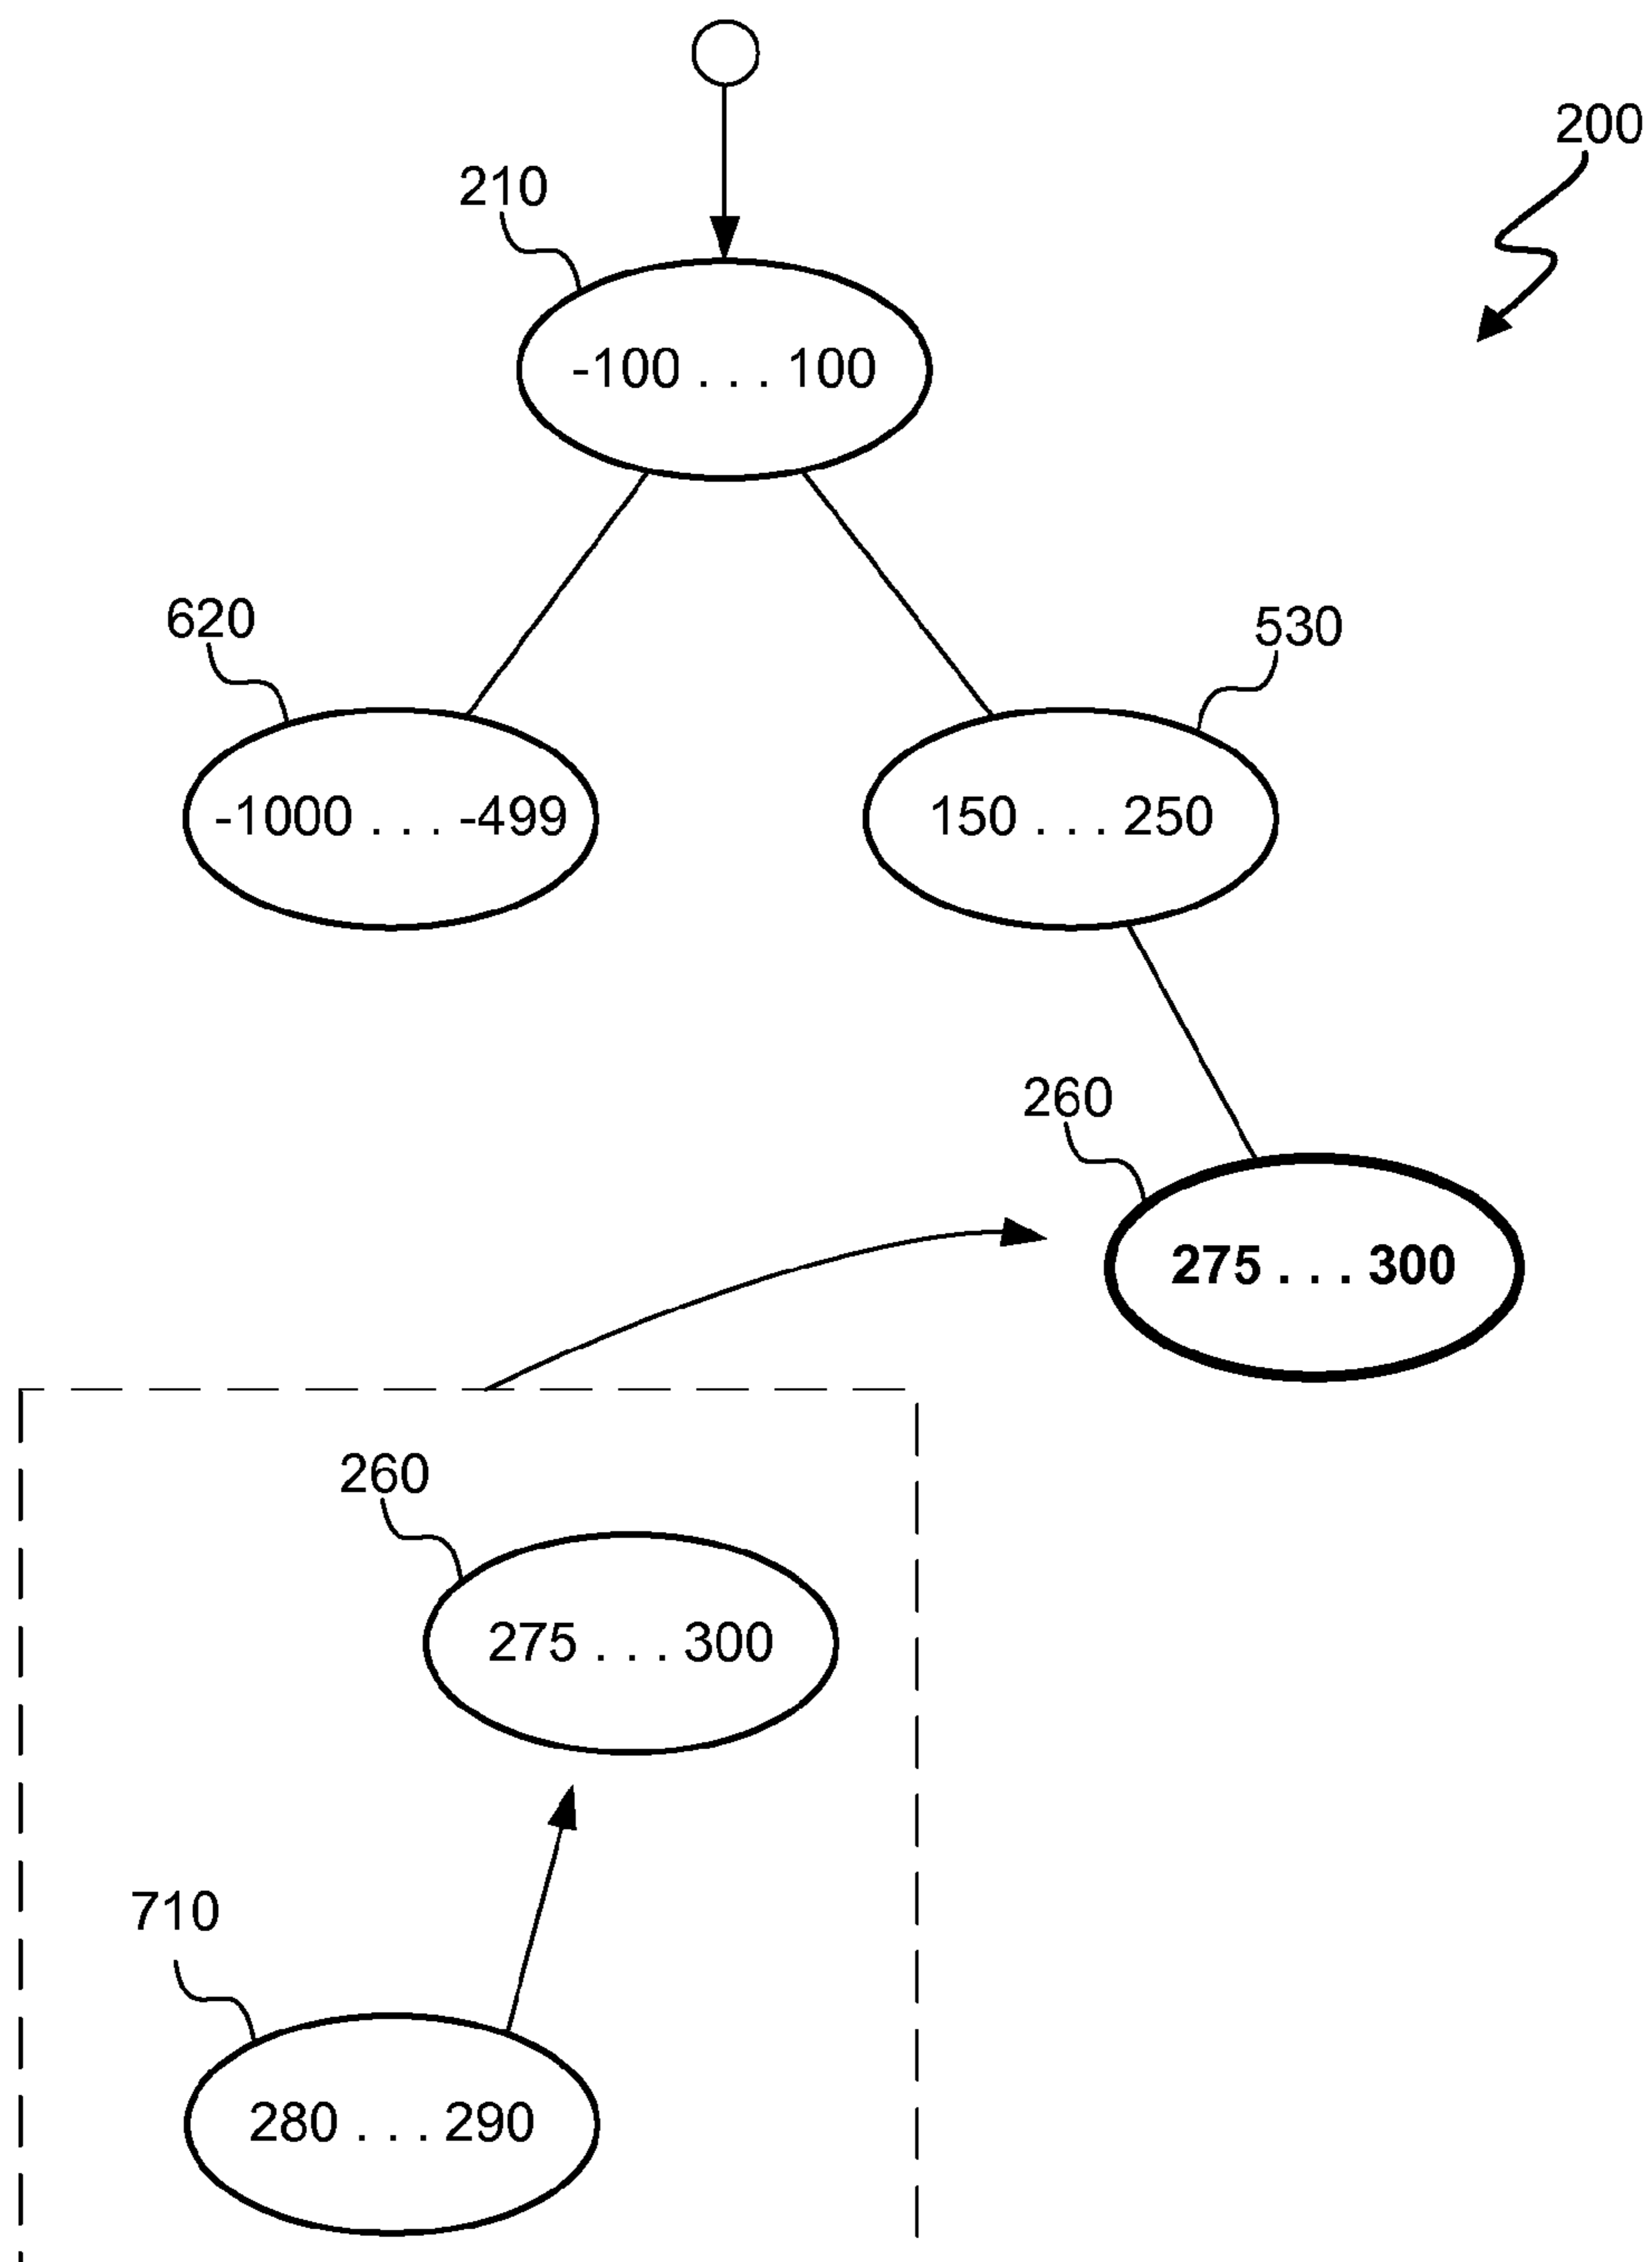 200
210
-100 . . . 100
620
530
-1000 . . . -499
150 . . . 250
260
275 . . . 300
260
275 . . . 300
710
280 . . . 290